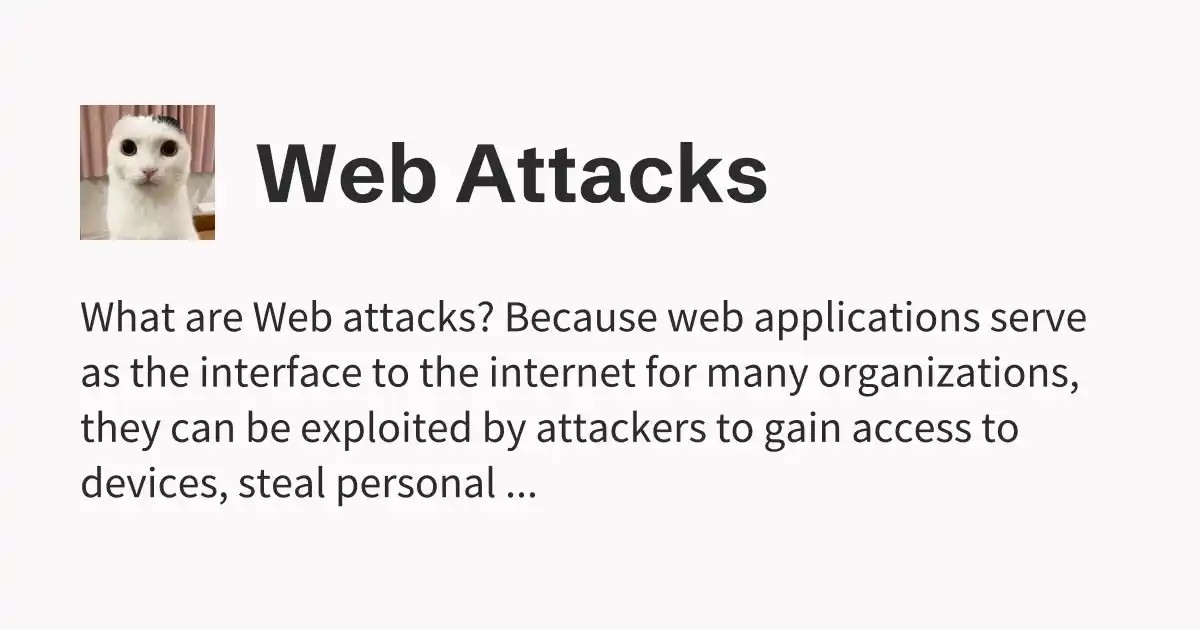 Web Attacks
What are Web attacks? Because web applications serve
as the interface to the internet for many organizations,
they can be exploited by attackers to gain access to
devices, steal personal ...